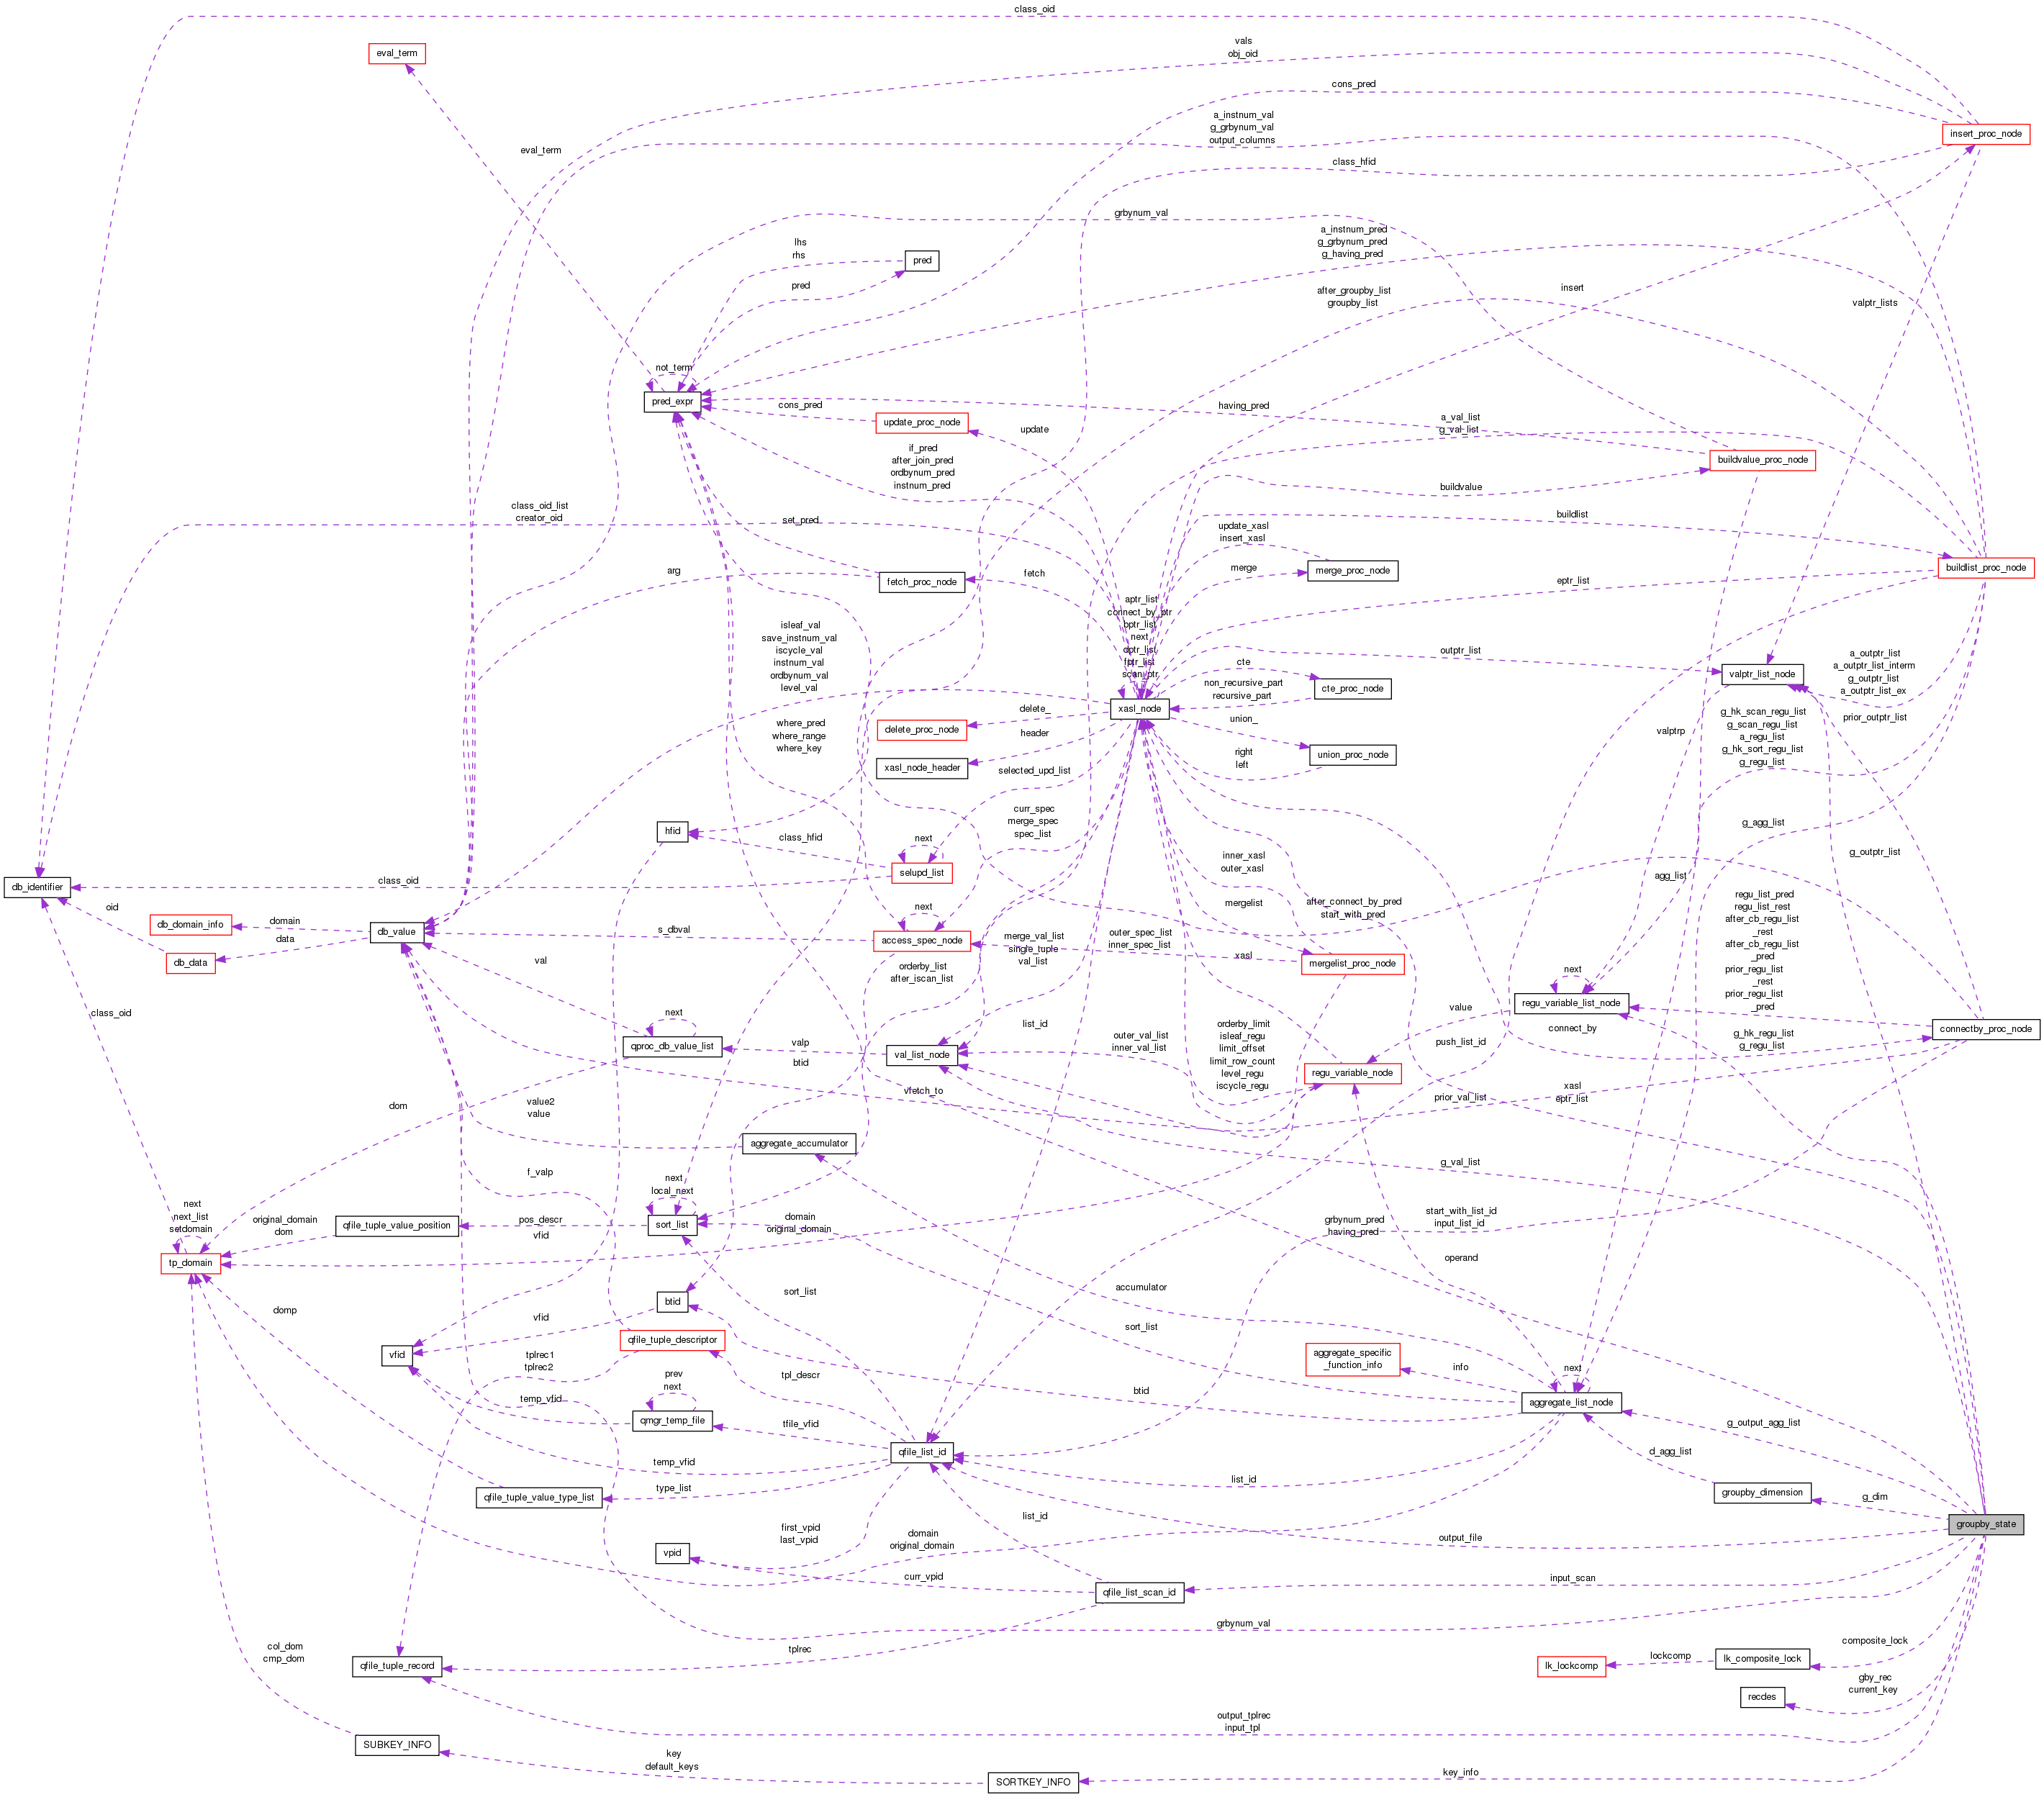 class_oid
vals
obj_oid
eval_term
cons_pred
a_instnum_val
g_grbynum_val
output_columns
insert_proc_node
eval_term
class_hfid
grbynum_val
lhs
rhs
pred
a_instnum_pred
g_grbynum_pred
g_having_pred
pred
after_groupby_list
groupby_list
insert
valptr_lists
not_term
pred_expr
cons_pred
update_proc_node
update
having_pred
a_val_list
g_val_list
if_pred
after_join_pred
ordbynum_pred
instnum_pred
buildvalue_proc_node
buildvalue
class_oid_list
creator_oid
set_pred
update_xasl
insert_xasl
buildlist
arg
fetch_proc_node
fetch
merge
merge_proc_node
eptr_list
buildlist_proc_node
isleaf_val
save_instnum_val
iscycle_val
instnum_val
ordbynum_val
level_val
aptr_list
connect_by_ptr
bptr_list
next
dptr_list
fptr_list
scan_ptr
xasl_node
outptr_list
cte
cte_proc_node
non_recursive_part
recursive_part
valptr_list_node
a_outptr_list
a_outptr_list_interm
g_outptr_list
a_outptr_list_ex
prior_outptr_list
where_pred
where_range
where_key
delete_
delete_proc_node
header
xasl_node_header
union_
union_proc_node
right
left
valptrp
g_hk_scan_regu_list
g_scan_regu_list
a_regu_list
g_hk_sort_regu_list
g_regu_list
selected_upd_list
hfid
class_hfid
next
selupd_list
curr_spec
merge_spec
spec_list
g_agg_list
g_outptr_list
db_identifier
class_oid
inner_xasl
outer_xasl
agg_list
oid
db_domain_info
domain
db_value
data
db_data
next
access_spec_node
s_dbval
mergelist
after_connect_by_pred
start_with_pred
regu_list_pred
regu_list_rest
after_cb_regu_list
_rest
after_cb_regu_list
_pred
prior_regu_list
_rest
prior_regu_list
_pred
merge_val_list
single_tuple
val_list
outer_spec_list
inner_spec_list
xasl
mergelist_proc_node
val
orderby_list
after_iscan_list
next
regu_variable_list_node
class_oid
next
qproc_db_value_list
valp
val_list_node
list_id
value
connect_by
connectby_proc_node
g_hk_regu_list
g_regu_list
btid
outer_val_list
inner_val_list
orderby_limit
isleaf_regu
limit_offset
limit_row_count
level_regu
iscycle_regu
regu_variable_node
push_list_id
dom
value2
value
vfetch_to
prior_val_list
xasl
eptr_list
aggregate_accumulator
f_valp
g_val_list
next
next_list
setdomain
tp_domain
original_domain
dom
qfile_tuple_value_position
pos_descr
next
local_next
sort_list
domain
original_domain
vfid
grbynum_pred
having_pred
start_with_list_id
input_list_id
operand
domp
btid
sort_list
accumulator
vfid
vfid
qfile_tuple_descriptor
sort_list
aggregate_specific
_function_info
info
next
aggregate_list_node
tplrec1
tplrec2
tpl_descr
prev
next
temp_vfid
qmgr_temp_file
tfile_vfid
btid
g_output_agg_list
qfile_list_id
d_agg_list
temp_vfid
type_list
list_id
qfile_tuple_value_type_list
groupby_dimension
g_dim
first_vpid
last_vpid
list_id
groupby_state
vpid
domain
original_domain
output_file
curr_vpid
qfile_list_scan_id
input_scan
grbynum_val
col_dom
cmp_dom
qfile_tuple_record
tplrec
lk_lockcomp
lockcomp
lk_composite_lock
composite_lock
recdes
gby_rec
current_key
output_tplrec
input_tpl
SUBKEY_INFO
key
default_keys
SORTKEY_INFO
key_info